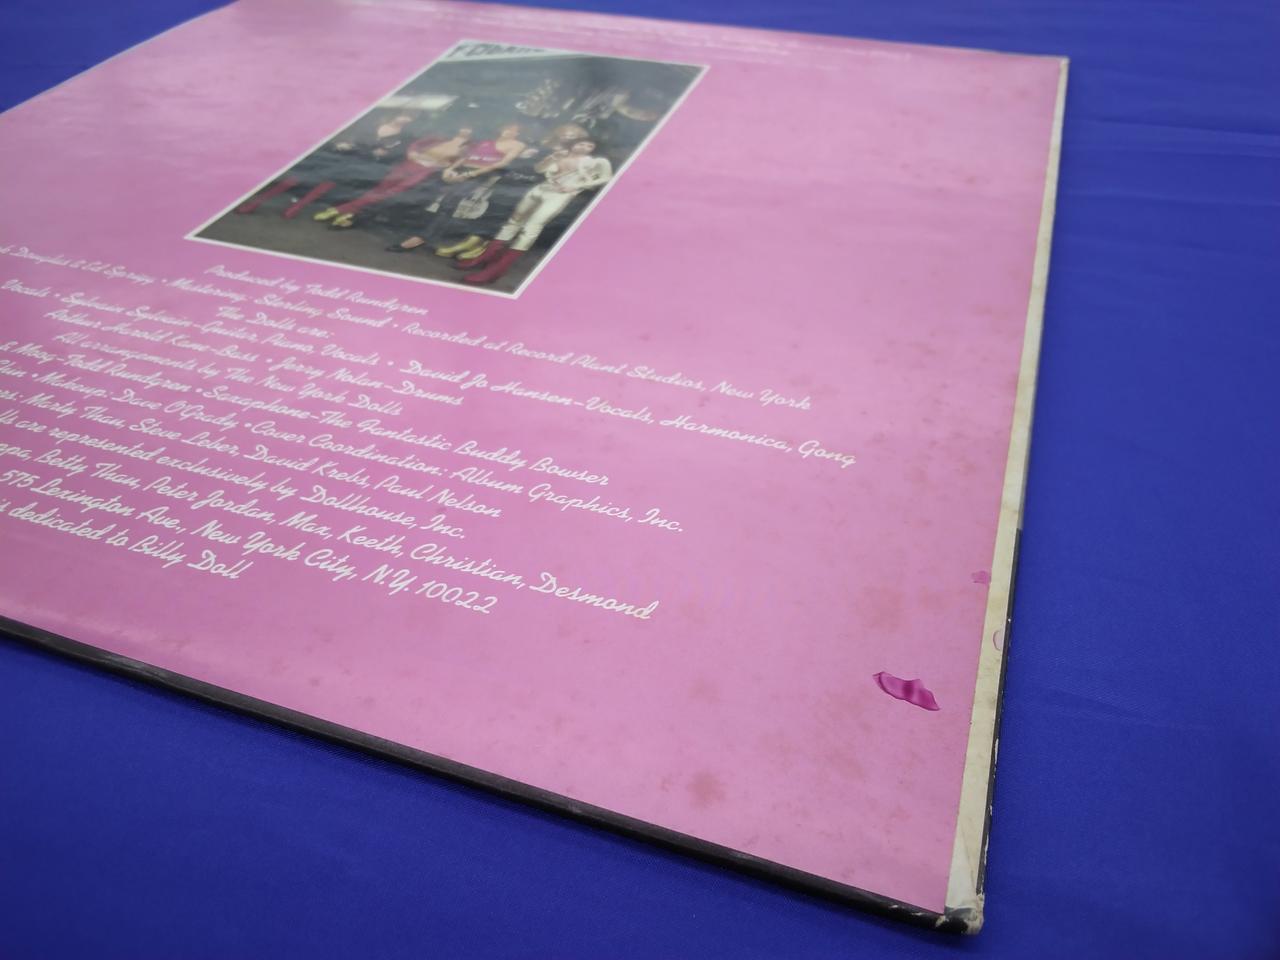 Produced by Todd Rundgren
Douglas & Ed Sprigg • Mastering-Sterling Sound • Recorded at Record Plant Studios, New York
The Dolls are:
Vocals • Sylvain Sylvain-Guitar, Piano, Vocals • David Jo Hansen-Vocals, Harmonica, Gong
Arthur Harold Kane-Bass • Jerry Nolan-Drums
All arrangements by The New York Dolls
& Moog-Todd Rundgren • Saxaphone-The Fantastic Buddy Bowser
• Makeup-Dave O'Grady • Cover Coordination: Album Graphics, Inc.
Marty Thau, Steve Leber, David Krebs, Paul Nelson
are represented exclusively by Dollhouse, Inc.
Betty Thau, Peter Jordan, Max, Keeth, Christian, Desmond
575 Lexington Ave., New York City, N.Y. 10022
is dedicated to Billy Doll